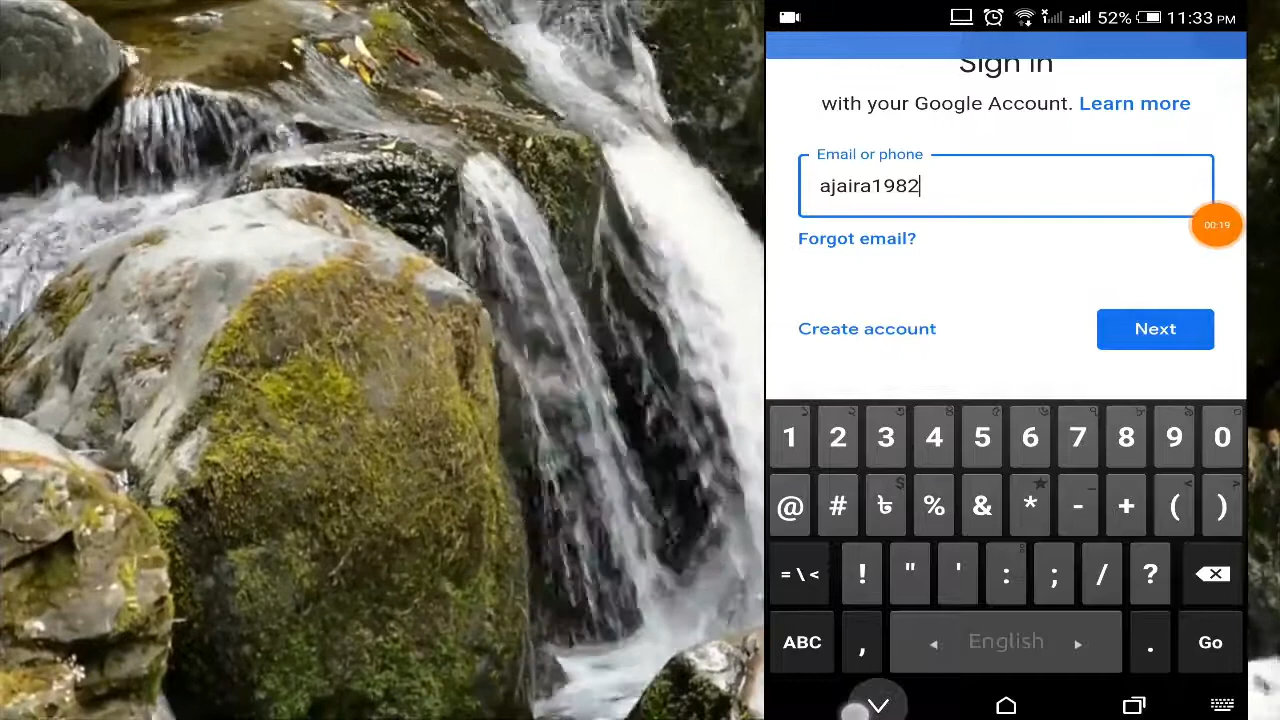 52% 11:33 PM
Sign in
with your Google Account. Learn more
Email or phone
ajaira1982
00:19
Forgot email?
Create account Next
1 2 3 4 5 6 7 8 9 0
@ # ৳ % & * - + ( )
= \ < ! " ' : ; / ?
ABC , English . Go